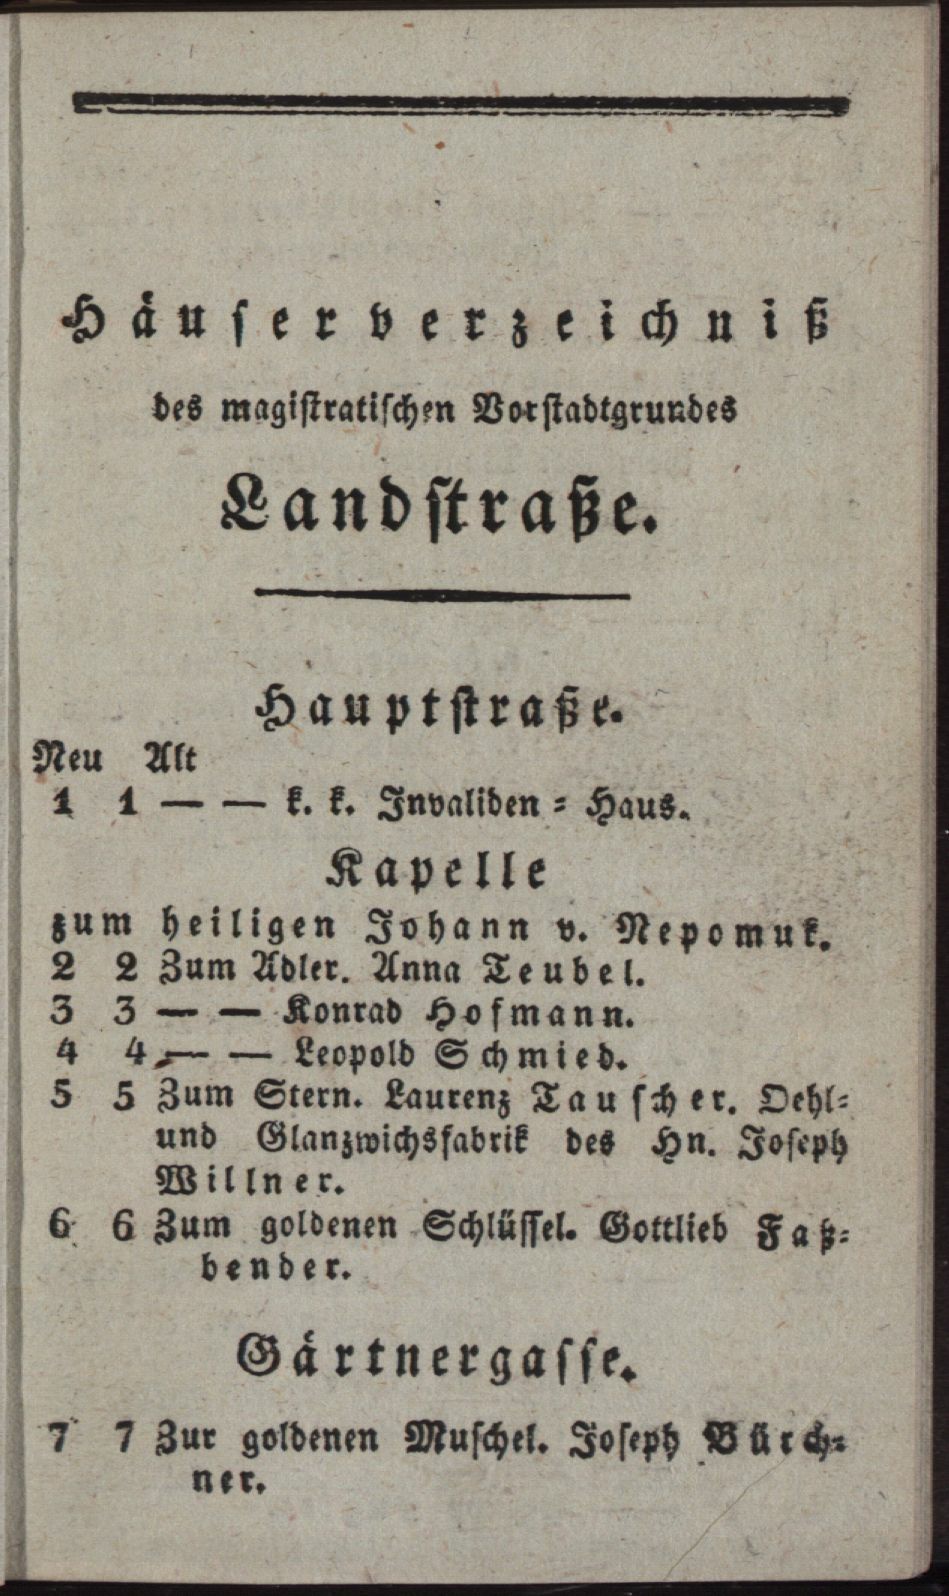 Häuserverzeichniß
des magistratischen Vorstadtgrundes
Landstraße.
Hauptstraße.
Neu Alt
1 1 — — k. k. Invaliden = Haus.
Kapelle
zum heiligen Johann v. Nepomuk.
2 2 Zum Adler. Anna Teubel.
3 3 — — Konrad Hofmann.
4 4 — — Leopold Schmied.
5 5 Zum Stern. Laurenz Tauscher. Oehl=
und Glanzwichsfabrik des Hn. Joseph
Willner.
6 6 Zum goldenen Schlüssel. Gottlieb Faß=
bender.
Gärtnergasse.
7 7 Zur goldenen Muschel. Joseph Bürch=
ner.